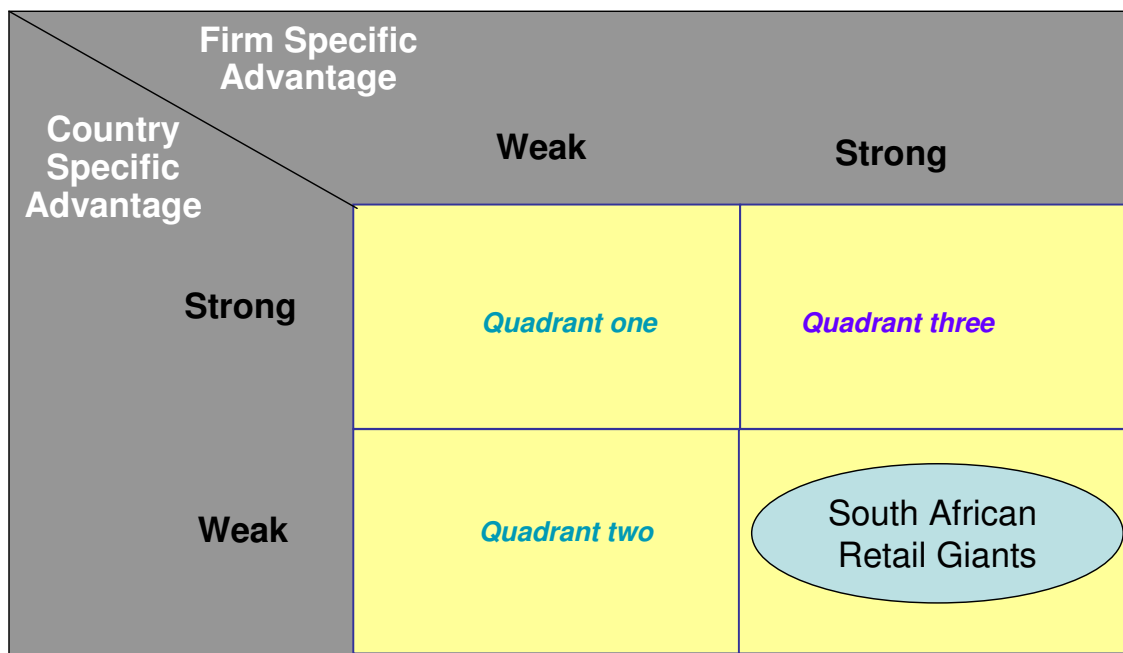 Firm Specific
Advantage
Country
Specific
Advantage
Weak
Strong
Strong
Quadrant one
Quadrant three
Weak
Quadrant two
South African
Retail Giants